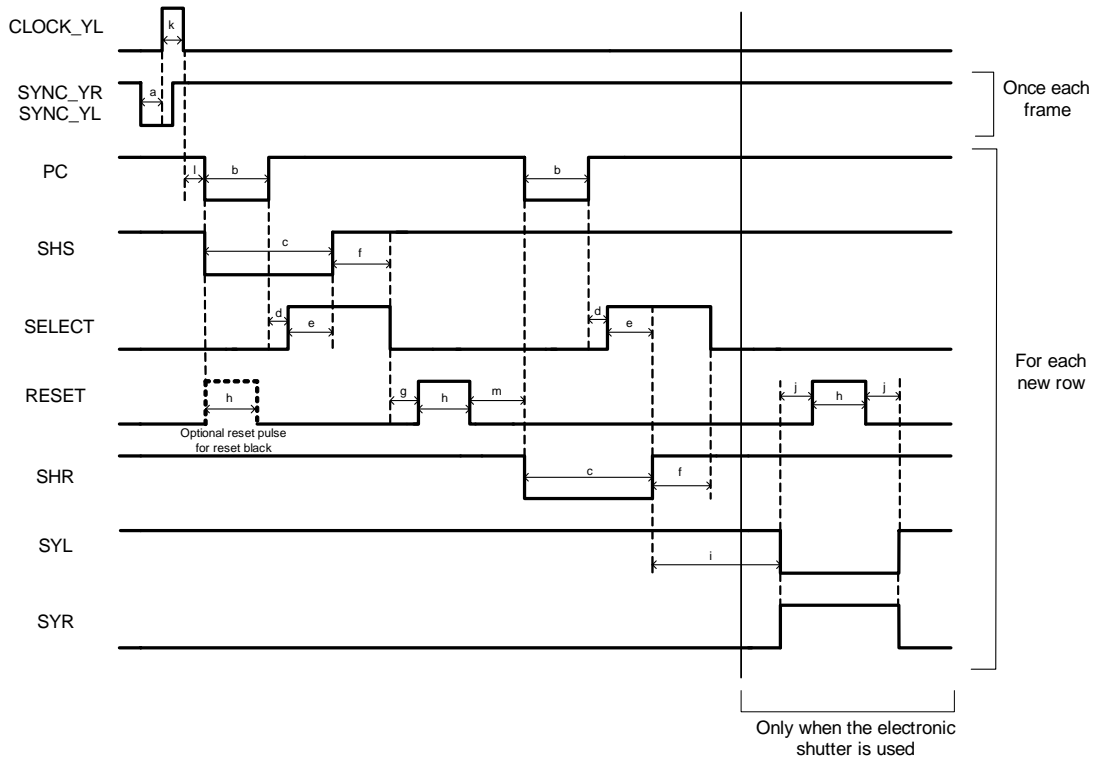 CLOCK_YL
k
SYNC_YR
SYNC_YL
a
Once each
frame
PC
l
b
b
SHS
c
f
SELECT
d
e
d
e
For each
new row
RESET
h
g
h
m
j
h
j
Optional reset pulse
for reset black
SHR
c
f
SYL
i
SYR
Only when the electronic
shutter is used